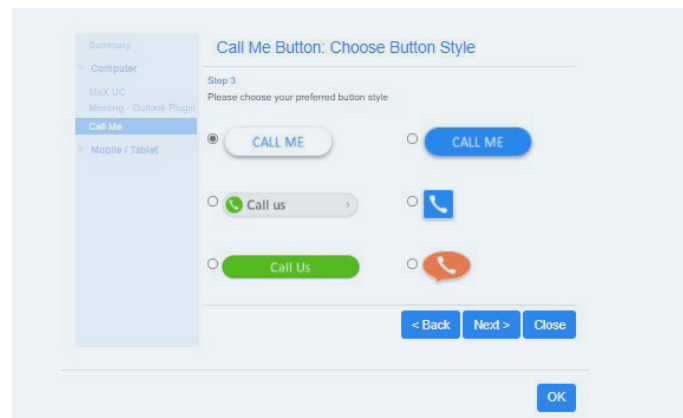 Summary
Computer
MaX UC
Meeting - Outlook Plugin
Call Me
Mobile / Tablet
Call Me Button: Choose Button Style
Step 3
Please choose your preferred button style
CALL ME
CALL ME
Call us
Call Us
< Back
Next >
Close
OK